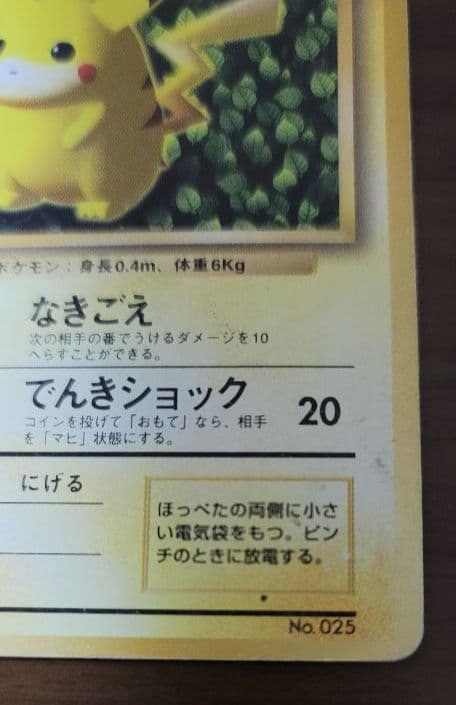 ポケモン：身長0.4m、体重6Kg
なきごえ
次の相手の番でうけるダメージを10
へらすことができる。
でんきショック 20
コインを投げて「おもて」なら、相手
を「マヒ」状態にする。
にげる
ほっぺたの両側に小さ
い電気袋をもつ。ピン
チのときに放電する。
No.025